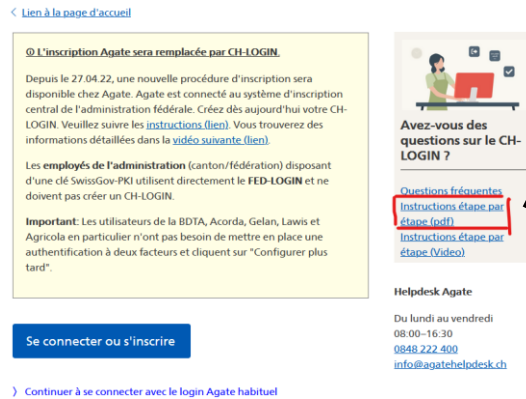 Lien à la page d'accueil
L'inscription Agate sera remplacée par CH-LOGIN.
Depuis le 27.04.22, une nouvelle procédure d'inscription sera
disponible chez Agate. Agate est connecté au système d'inscription
central de l'administration fédérale. Créez dès aujourd'hui votre CH-
LOGIN. Veuillez suivre les instructions (lien). Vous trouverez des
informations détaillées dans la vidéo suivante (lien).
Les employés de l'administration (canton/fédération) disposant
d'une clé SwissGov-PKI utilisent directement le FED-LOGIN et ne
doivent pas créer un CH-LOGIN.
Important: Les utilisateurs de la BDTA, Acorda, Gelan, Lawis et
Agricola en particulier n'ont pas besoin de mettre en place une
authentification à deux facteurs et cliquent sur "Configurer plus
tard".
Se connecter ou s'inscrire
Continuer à se connecter avec le login Agate habituel
Avez-vous des
questions sur le CH-
LOGIN ?
Questions fréquentes
Instructions étape par
étape (pdf)
Instructions étape par
étape (Video)
Helpdesk Agate
Du lundi au vendredi
08:00–16:30
0848 222 400
info@agatehelpdesk.ch